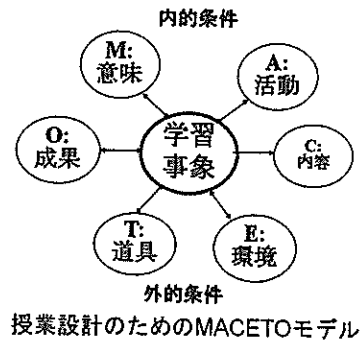 内的条件
M:
意味
A:
活動
O:
成果
学習
事象
C:
内容
T:
道具
E:
環境
外的条件
授業設計のためのMACETOモデル